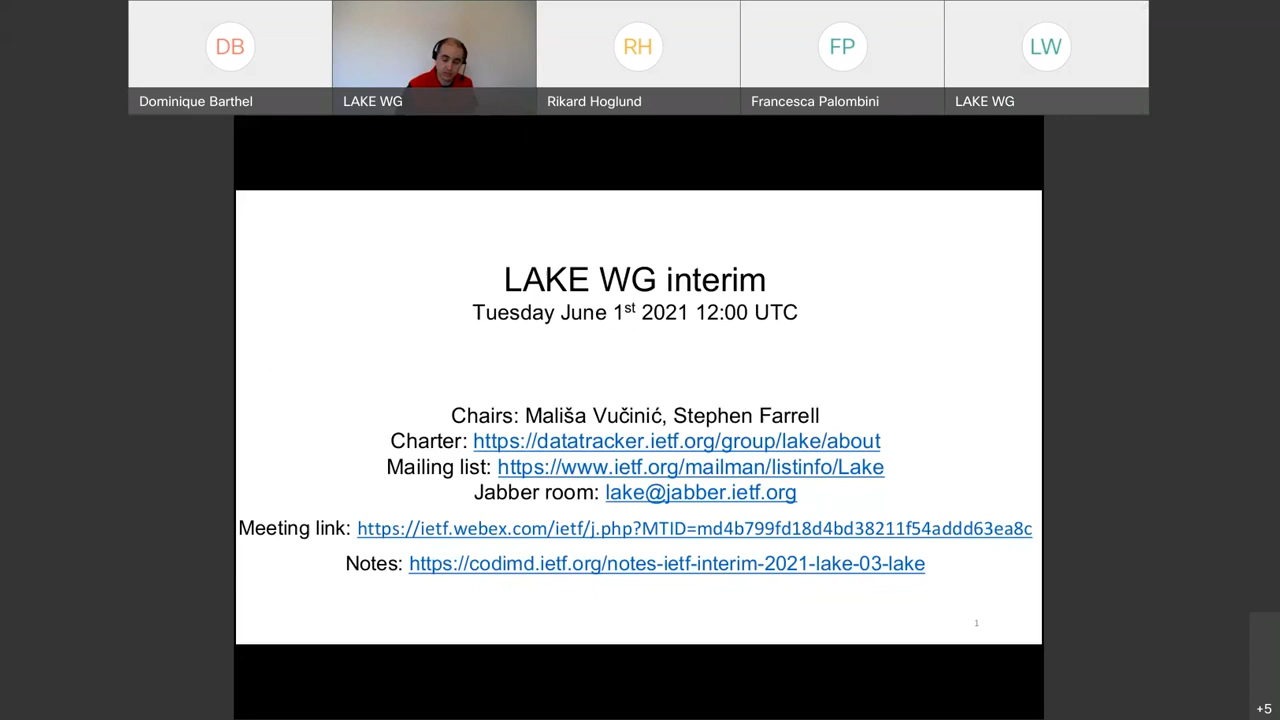 DB
RH
FP
LW
Dominique Barthel
LAKE WG
Rikard Hoglund
Francesca Palombini
LAKE WG
LAKE WG interim
Tuesday June 1st 2021 12:00 UTC
Chairs: Mališa Vučinić, Stephen Farrell
Charter: https://datatracker.ietf.org/group/lake/about
Mailing list: https://www.ietf.org/mailman/listinfo/Lake
Jabber room: lake@jabber.ietf.org
Meeting link: https://ietf.webex.com/ietf/j.php?MTID=md4b799fd18d4bd38211f54addd63ea8c
Notes: https://codimd.ietf.org/notes-ietf-interim-2021-lake-03-lake
1
+5